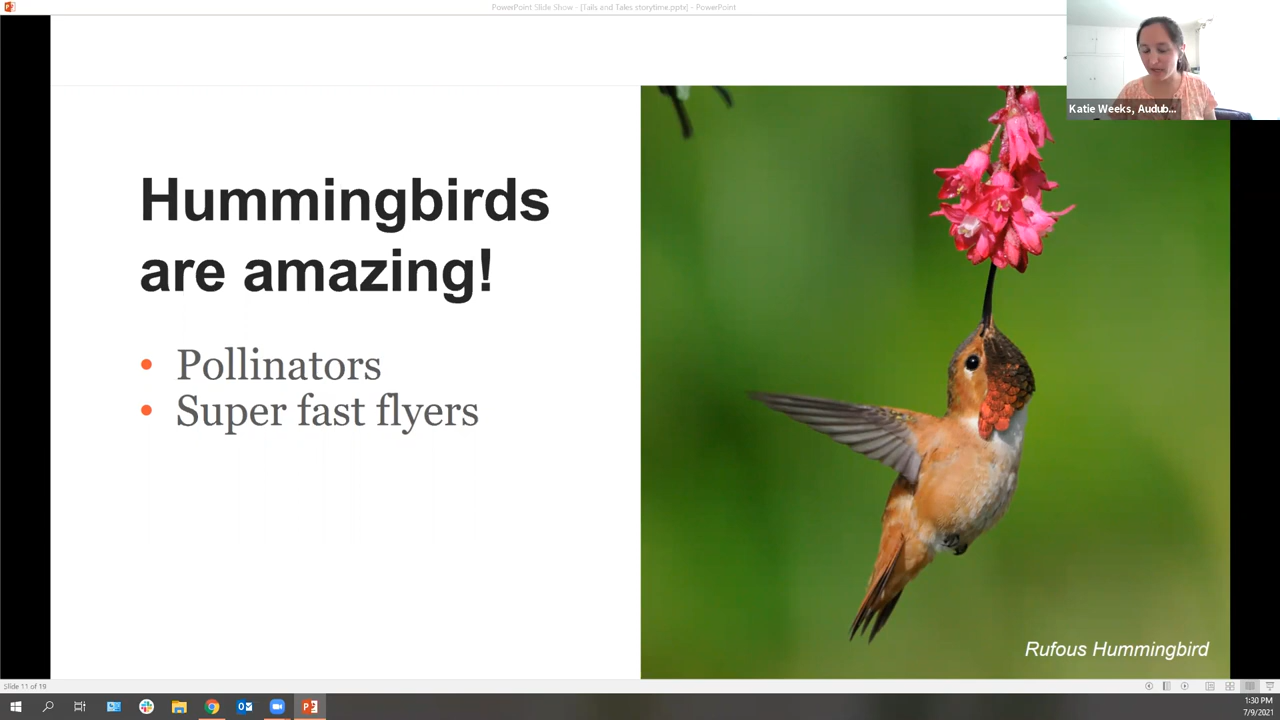 PowerPoint Slide Show - [Tails and Tales storytime.pptx] - PowerPoint
Katie Weeks, Audub...
Hummingbirds
are amazing!
• Pollinators
• Super fast flyers
Rufous Hummingbird
Slide 11 of 19
1:30 PM
7/9/2021